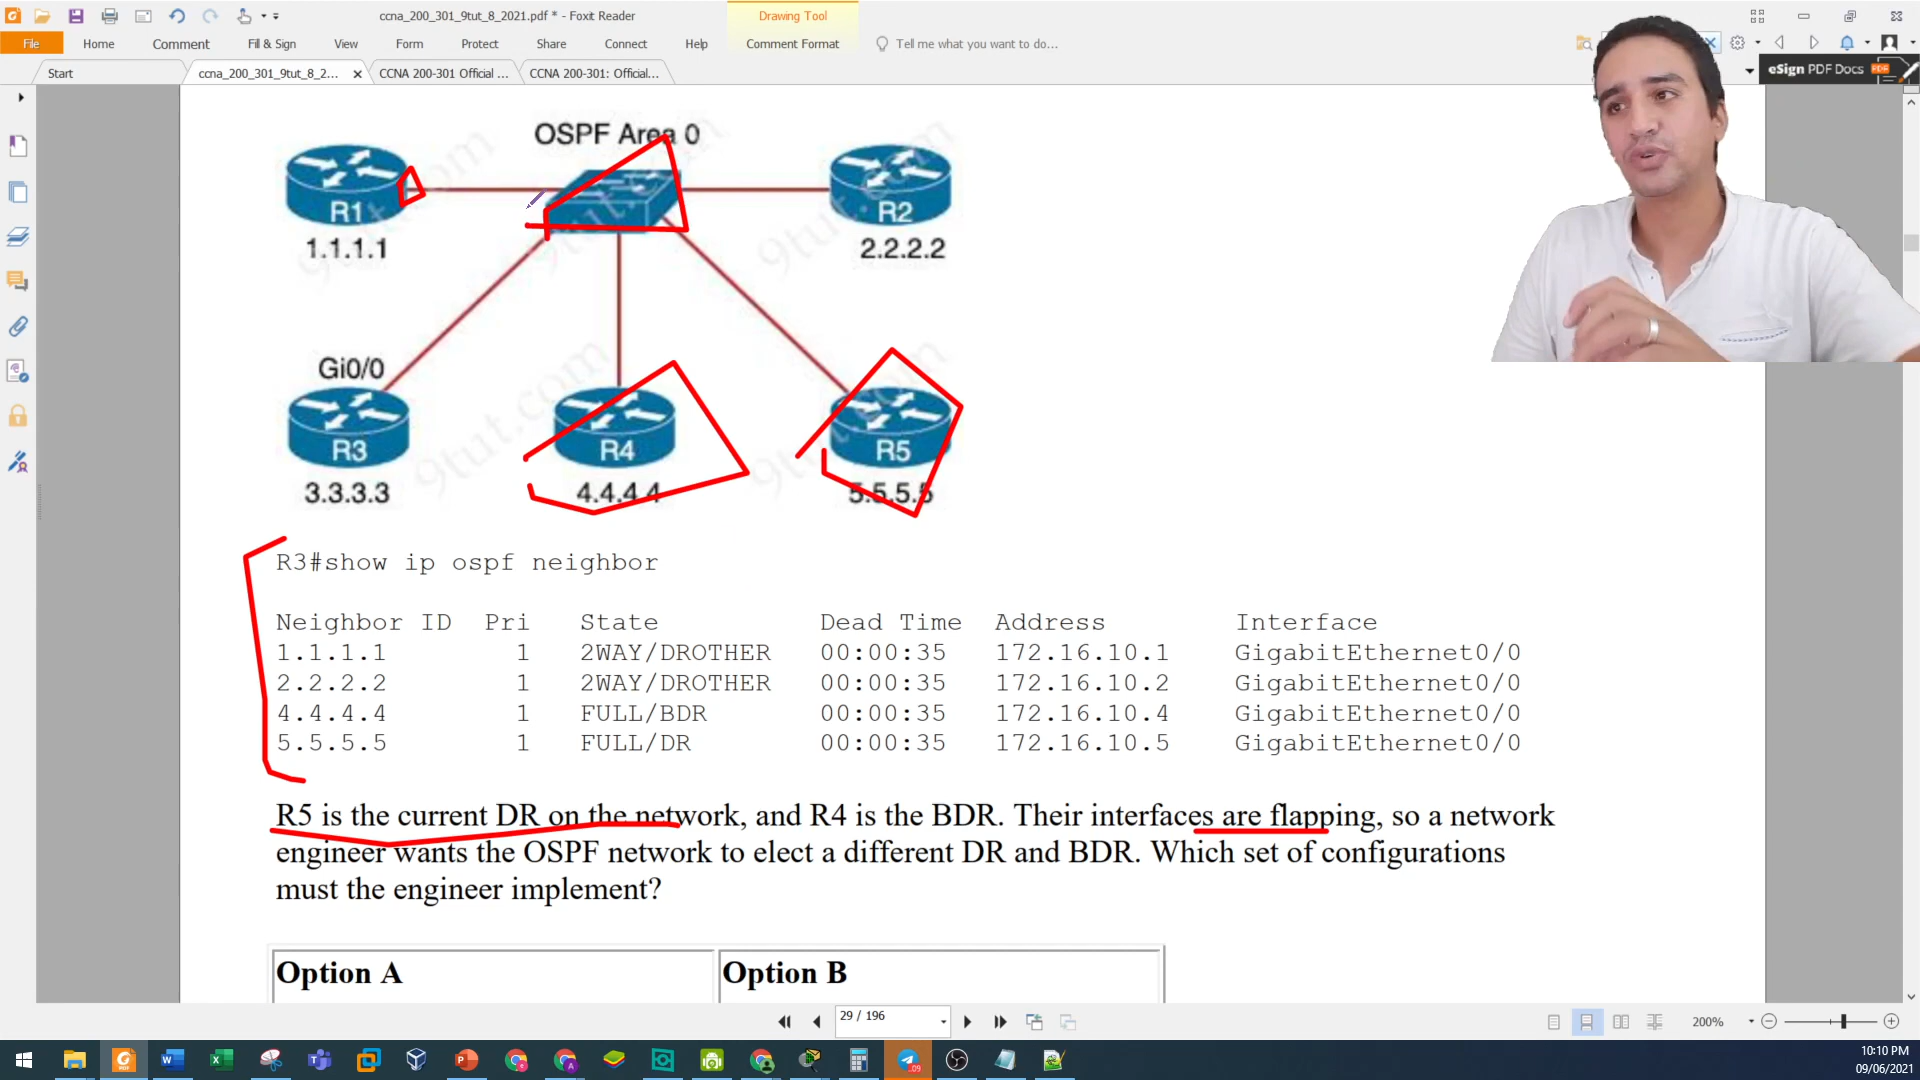 ccna_200_301_9tut_8_2021.pdf * - Foxit Reader
Drawing Tool
File
Home
Comment
Fill & Sign
View
Form
Protect
Share
Connect
Help
Comment Format
Tell me what you want to do...
Start
ccna_200_301_9tut_8_2...
CCNA 200-301 Official ...
CCNA 200-301: Official...
eSign PDF Docs
OSPF Area 0
R1
R2
1.1.1.1
2.2.2.2
Gi0/0
R3
R4
R5
3.3.3.3
4.4.4.4
5.5.5.5
9tut.com
R3#show ip ospf neighbor
Neighbor ID Pri State Dead Time Address Interface
1.1.1.1 1 2WAY/DROTHER 00:00:35 172.16.10.1 GigabitEthernet0/0
2.2.2.2 1 2WAY/DROTHER 00:00:35 172.16.10.2 GigabitEthernet0/0
4.4.4.4 1 FULL/BDR 00:00:35 172.16.10.4 GigabitEthernet0/0
5.5.5.5 1 FULL/DR 00:00:35 172.16.10.5 GigabitEthernet0/0
R5 is the current DR on the network, and R4 is the BDR. Their interfaces are flapping, so a network
engineer wants the OSPF network to elect a different DR and BDR. Which set of configurations
must the engineer implement?
Option A
Option B
29 / 196
200%
10:10 PM
09/06/2021